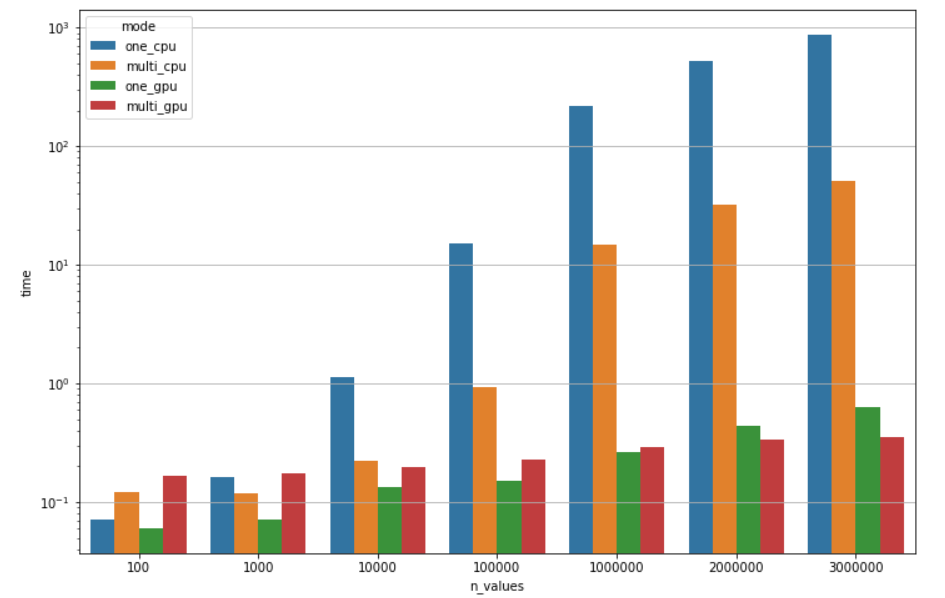 mode
one_cpu
multi_cpu
one_gpu
multi_gpu
10³
10²
10¹
10⁰
10⁻¹
time
100 1000 10000 100000 1000000 2000000 3000000
n_values